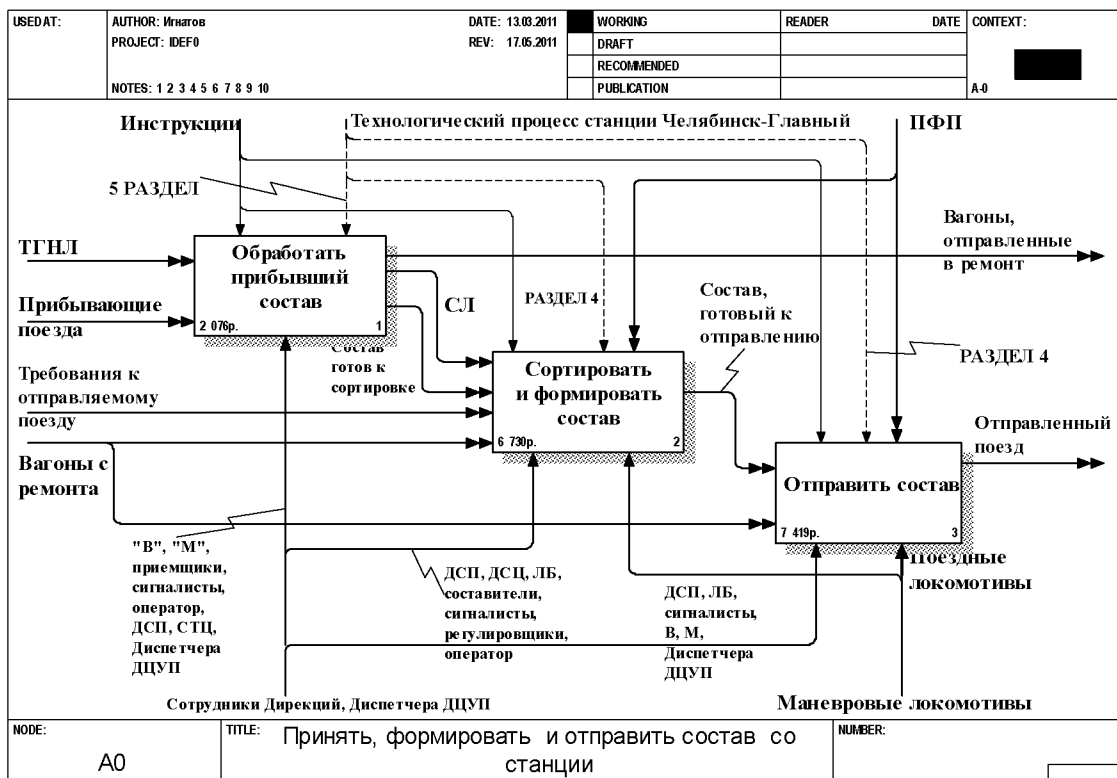 USED AT:
AUTHOR: Игнатов
DATE: 13.03.2011
WORKING
READER
DATE
CONTEXT:
PROJECT: IDEF0
REV: 17.05.2011
DRAFT
RECOMMENDED
NOTES: 1 2 3 4 5 6 7 8 9 10
PUBLICATION
A-0
Инструкции
Технологический процесс станции Челябинск-Главный
ПФП
5 РАЗДЕЛ
ТГНЛ
Обработать
прибывший
состав
2 076р.
1
Вагоны,
отправленные
в ремонт
Прибывающие
поезда
СЛ
РАЗДЕЛ 4
Состав,
готовый к
отправлению
Состав
готов к
сортировке
РАЗДЕЛ 4
Требования к
отправляемому
поезду
Сортировать
и формировать
состав
6 730р.
2
Отправленный
поезд
Вагоны с
ремонта
Отправить состав
7 419р.
3
"В", "М",
приемщики,
сигналисты,
оператор,
ДСП, СТЦ,
Диспетчера
ДЦУП
ДСП, ДСЦ, ЛБ,
составители,
сигналисты,
регулировщики,
оператор
ДСП, ЛБ,
сигналисты,
В, М,
Диспетчера
ДЦУП
Поездные
локомотивы
Сотрудники Дирекций, Диспетчера ДЦУП
Маневровые локомотивы
NODE:
A0
TITLE:
Принять, формировать и отправить состав со
станции
NUMBER: